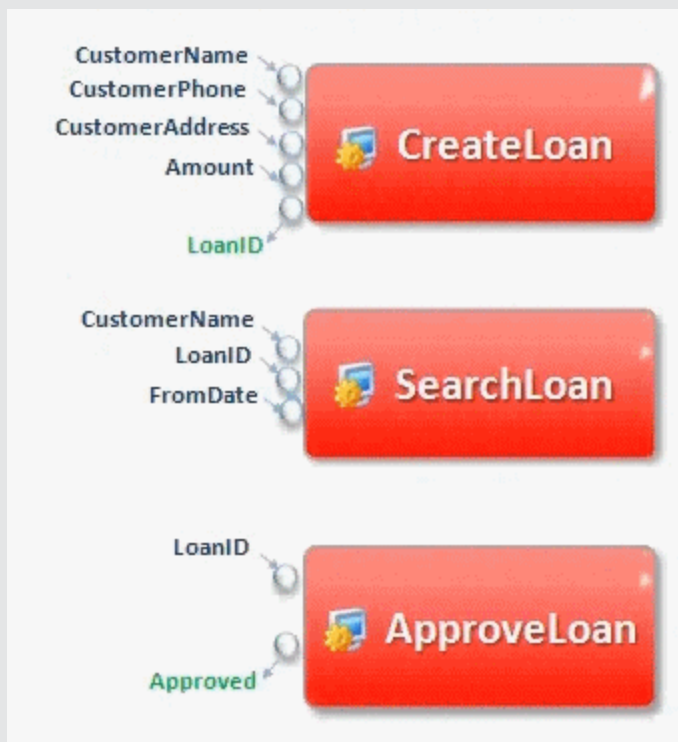 CustomerName
CustomerPhone
CustomerAddress
Amount
LoanID
CreateLoan
CustomerName
LoanID
FromDate
SearchLoan
LoanID
Approved
ApproveLoan